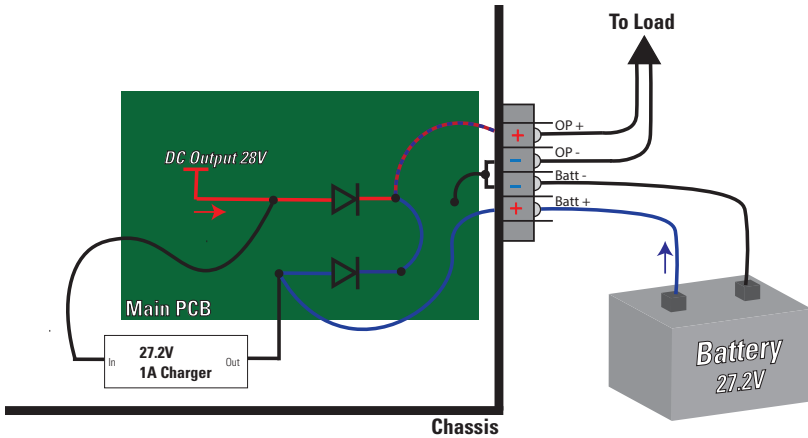 To Load
DC Output 28V
+
OP +
–
OP -
–
Batt -
+
Batt +
Main PCB
In
27.2V
1A Charger
Out
Battery
27.2V
Chassis